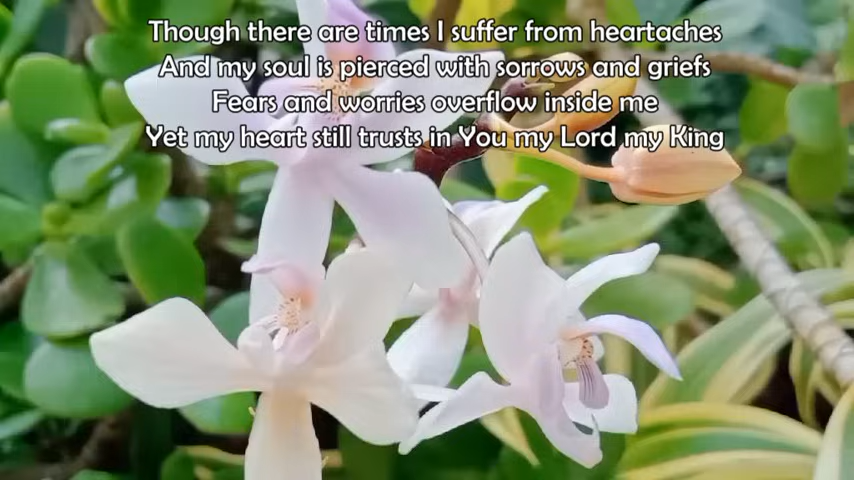 Though there are times I suffer from heartaches
And my soul is pierced with sorrows and griefs
Fears and worries overflow inside me
Yet my heart still trusts in You my Lord my King